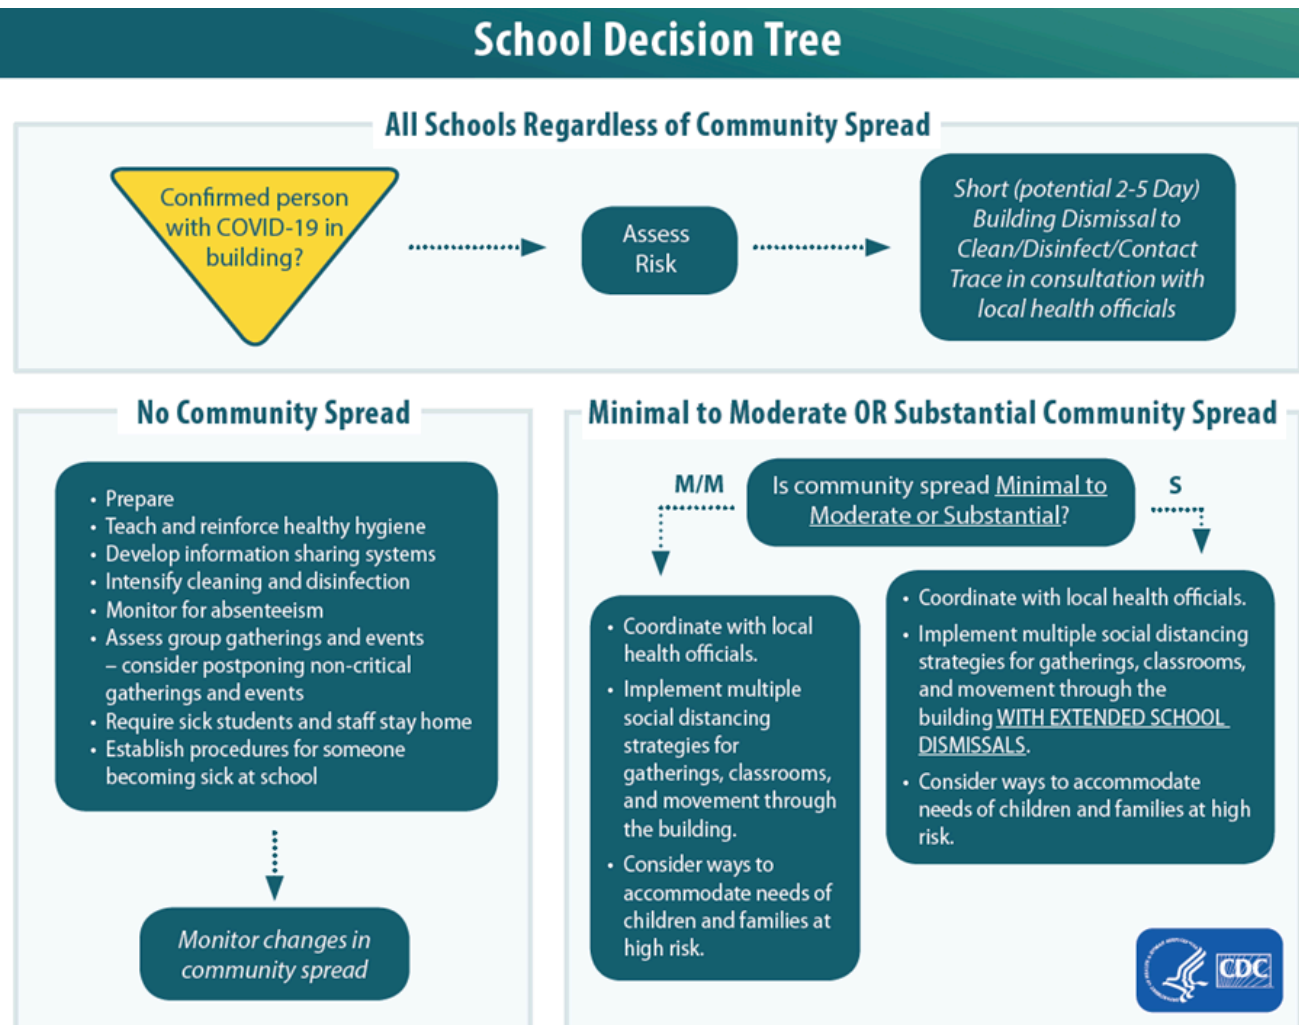 School Decision Tree
All Schools Regardless of Community Spread
Confirmed person
with COVID-19 in
building?
Assess
Risk
Short (potential 2-5 Day)
Building Dismissal to
Clean/Disinfect/Contact
Trace in consultation with
local health officials
No Community Spread
• Prepare
• Teach and reinforce healthy hygiene
• Develop information sharing systems
• Intensify cleaning and disinfection
• Monitor for absenteeism
• Assess group gatherings and events
– consider postponing non-critical
gatherings and events
• Require sick students and staff stay home
• Establish procedures for someone
becoming sick at school
Monitor changes in
community spread
Minimal to Moderate OR Substantial Community Spread
Is community spread Minimal to
Moderate or Substantial?
M/M
• Coordinate with local
health officials.
• Implement multiple
social distancing
strategies for
gatherings, classrooms,
and movement through
the building.
• Consider ways to
accommodate needs of
children and families at
high risk.
S
• Coordinate with local health officials.
• Implement multiple social distancing
strategies for gatherings, classrooms,
and movement through the
building WITH EXTENDED SCHOOL
DISMISSALS.
• Consider ways to accommodate
needs of children and families at high
risk.
CDC